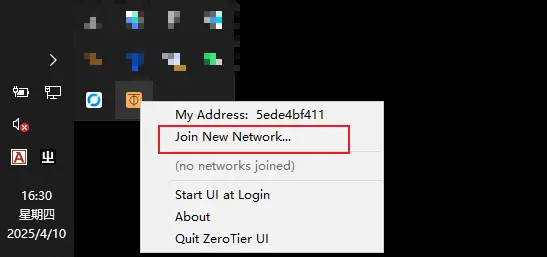 My Address: 5ede4bf411
Join New Network...
(no networks joined)
Start UI at Login
About
Quit ZeroTier UI
A
16:30
星期四
2025/4/10